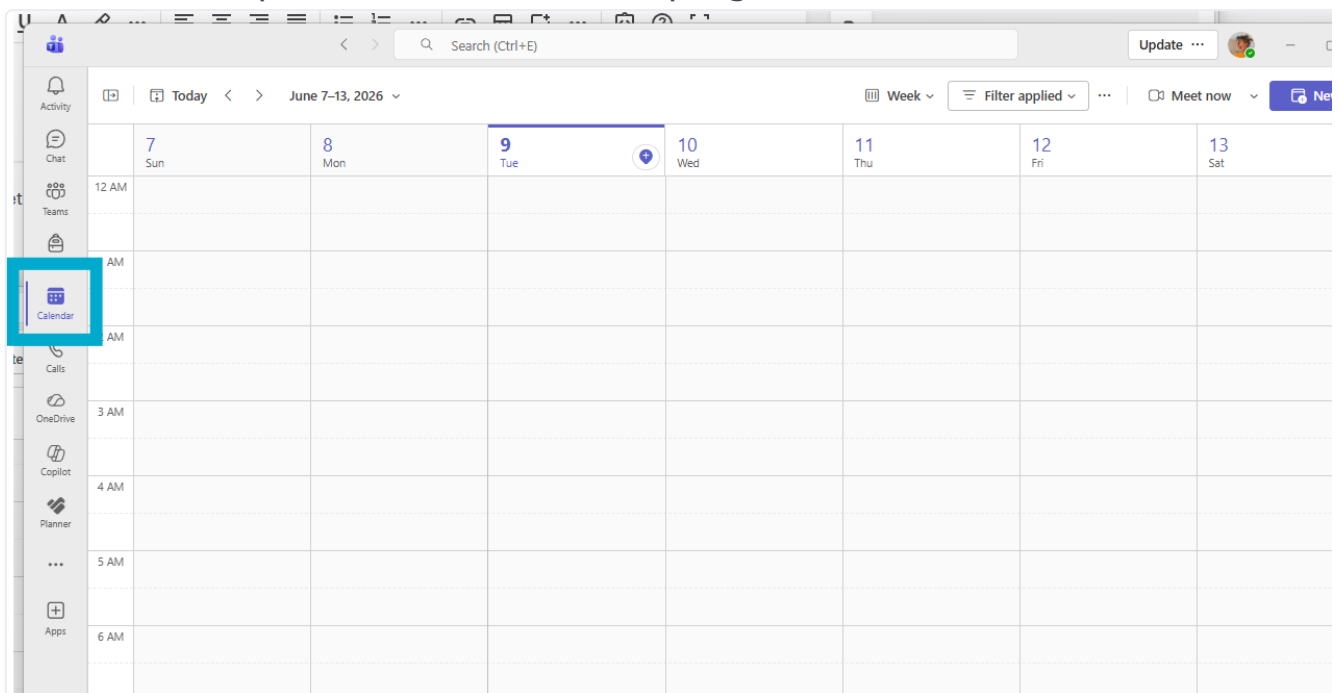 Search (Ctrl+E)
Update ...
Activity
Today
June 7–13, 2026
Week
Filter applied
...
Meet now
Chat
7
Sun
8
Mon
9
Tue
10
Wed
11
Thu
12
Fri
13
Sat
Teams
12 AM
AM
Calendar
AM
Calls
OneDrive
3 AM
Copilot
4 AM
Planner
...
5 AM
Apps
6 AM